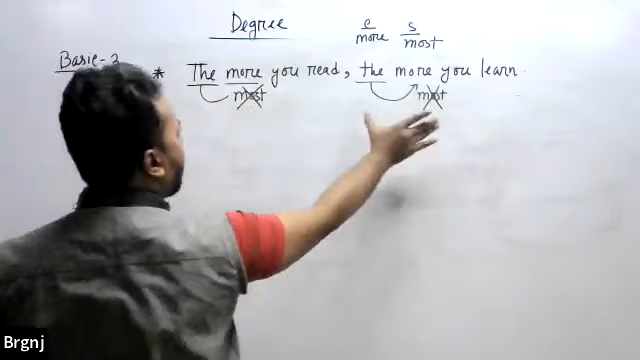 Degree
c s
more most
Basic-3 * The more you read, the more you learn.
most most
Brgnj